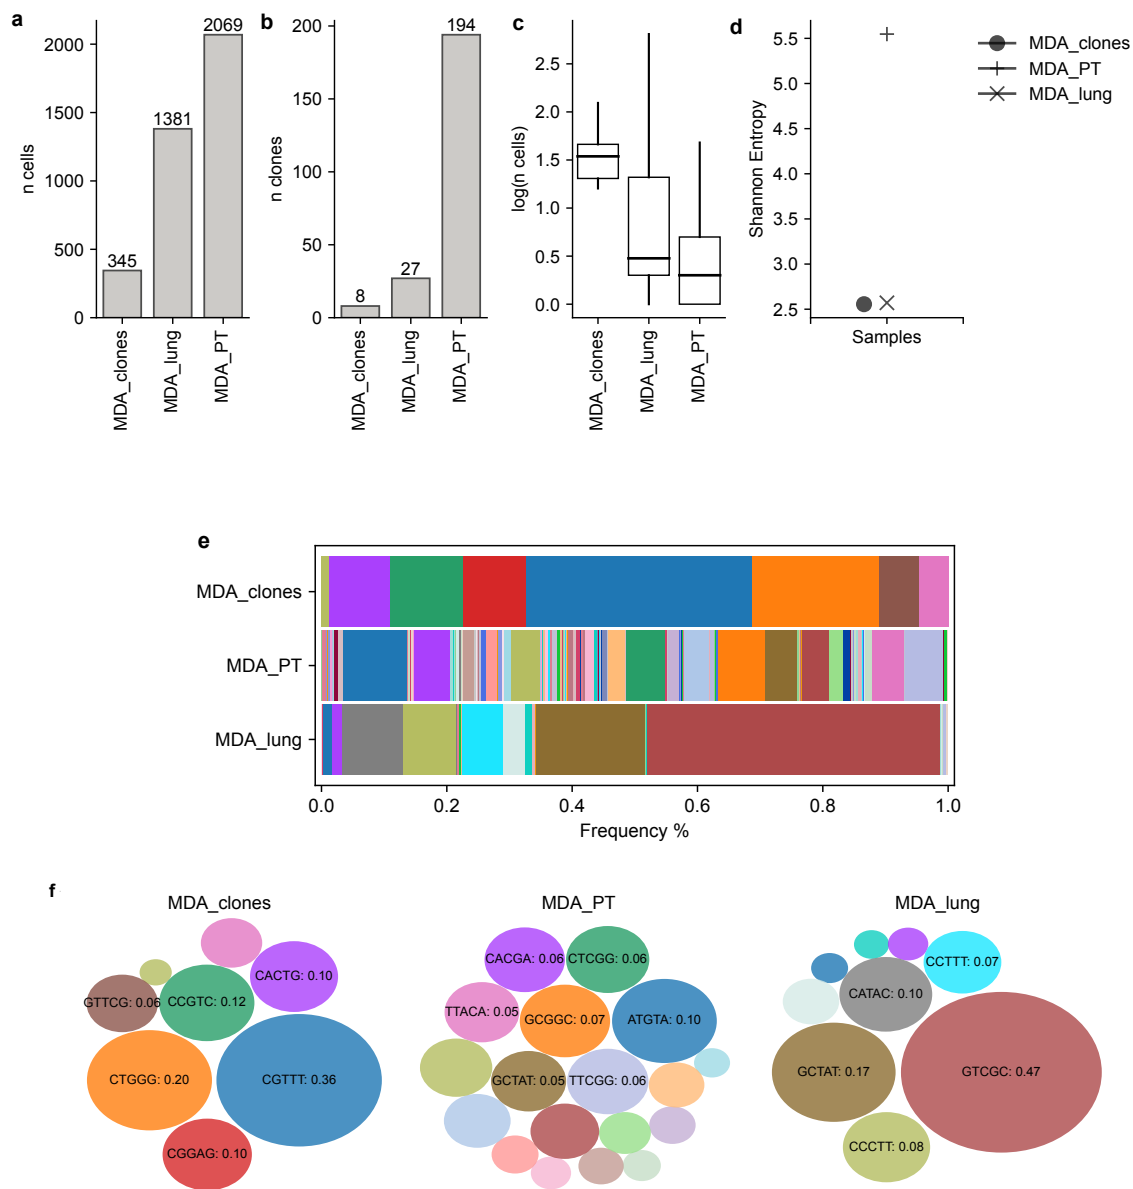 a
n cells
2000
1500
1000
500
0
345
1381
2069
MDA_clones
MDA_lung
MDA_PT
b
n clones
200
150
100
50
0
8
27
194
MDA_clones
MDA_lung
MDA_PT
c
log(n cells)
2.5
2.0
1.5
1.0
0.5
0.0
MDA_clones
MDA_lung
MDA_PT
d
Shannon Entropy
5.5
5.0
4.5
4.0
3.5
3.0
2.5
Samples
MDA_clones
MDA_PT
MDA_lung
e
MDA_clones
MDA_PT
MDA_lung
0.0 0.2 0.4 0.6 0.8 1.0
Frequency %
f
MDA_clones
CACTG: 0.10
GTTCG: 0.06
CCGTC: 0.12
CTGGG: 0.20
CGTTT: 0.36
CGGAG: 0.10
MDA_PT
CACGA: 0.06
CTCGG: 0.06
TTACA: 0.05
GCGGC: 0.07
ATGTA: 0.10
GCTAT: 0.05
TTCGG: 0.06
MDA_lung
CCTTT: 0.07
CATAC: 0.10
GCTAT: 0.17
GTCGC: 0.47
CCCTT: 0.08